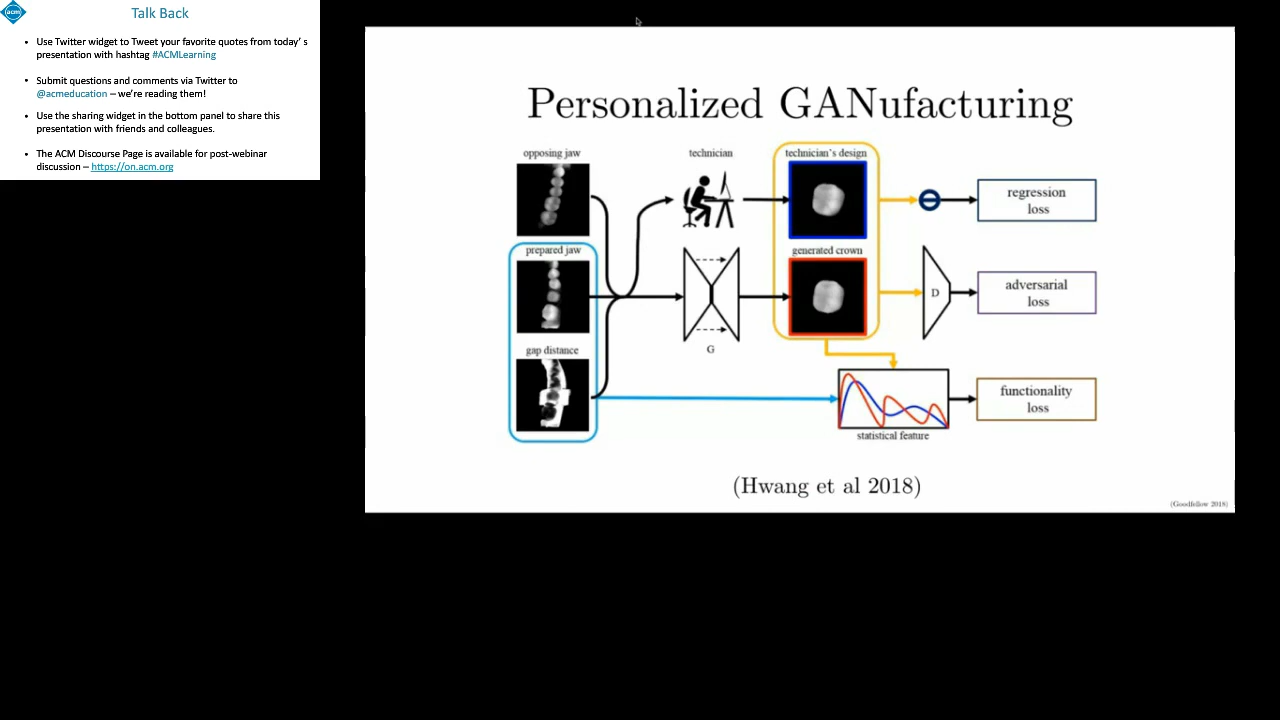 acm
Talk Back
• Use Twitter widget to Tweet your favorite quotes from today' s
presentation with hashtag #ACMLearning
• Submit questions and comments via Twitter to
@acmeducation – we're reading them!
• Use the sharing widget in the bottom panel to share this
presentation with friends and colleagues.
• The ACM Discourse Page is available for post-webinar
discussion – https://on.acm.org
Personalized GANufacturing
opposing jaw
technician
technician's design
regression
loss
prepared jaw
generated crown
D
adversarial
loss
gap distance
G
functionality
loss
statistical feature
(Hwang et al 2018)
(Goodfellow 2018)